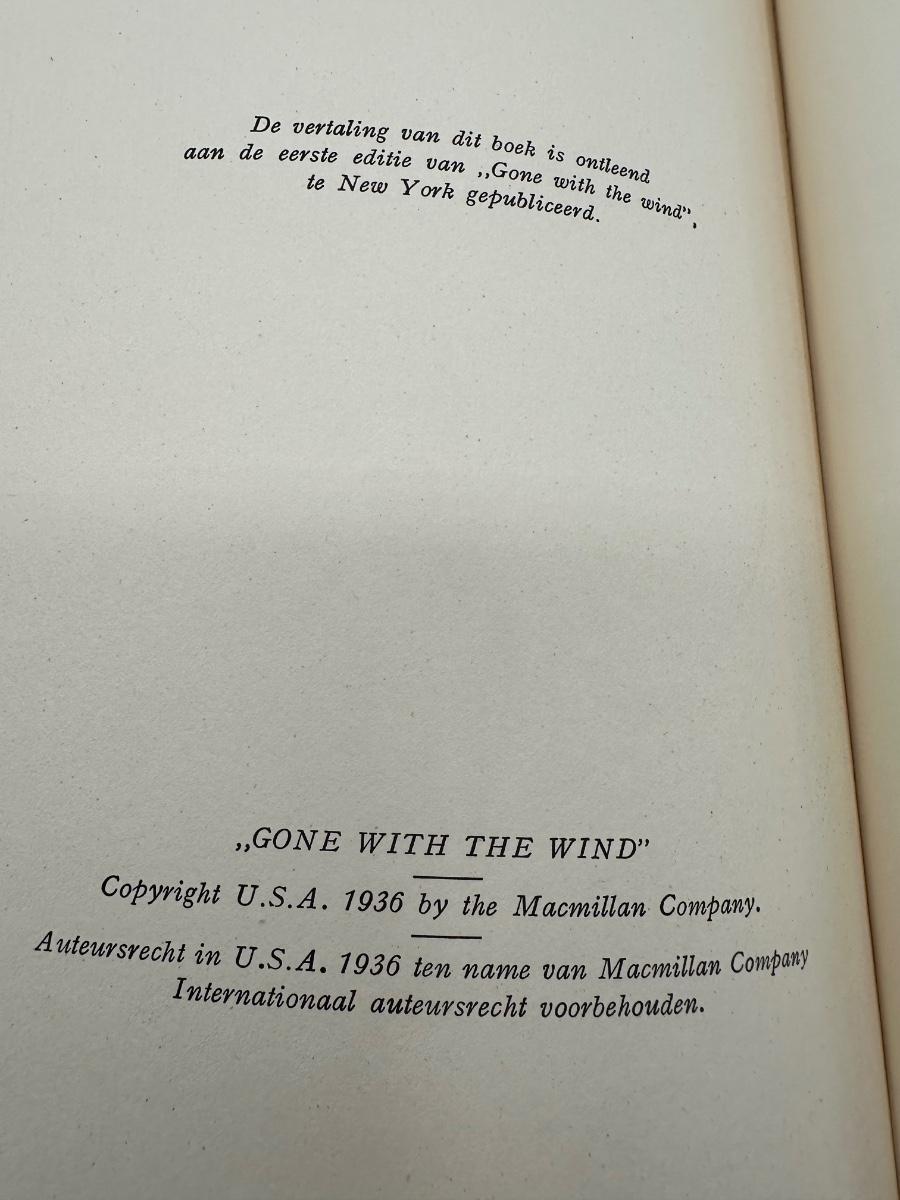 De vertaling van dit boek is ontleend
aan de eerste editie van „Gone with the wind”,
te New York gepubliceerd.
„GONE WITH THE WIND”
Copyright U.S.A. 1936 by the Macmillan Company.
Auteursrecht in U.S.A. 1936 ten name van Macmillan Company
Internationaal auteursrecht voorbehouden.